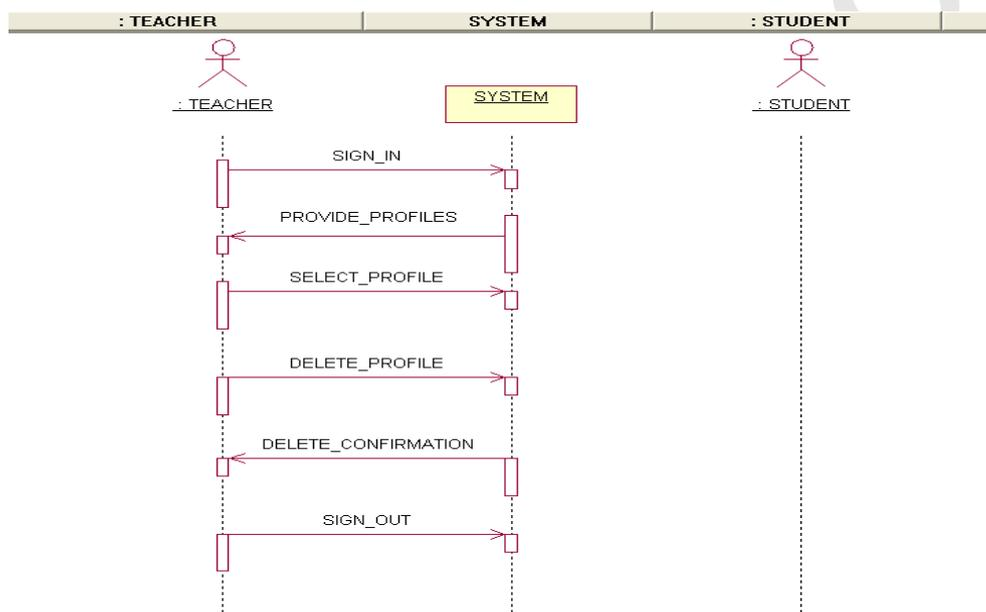 : TEACHER SYSTEM : STUDENT
: TEACHER SYSTEM : STUDENT
SIGN_IN
PROVIDE_PROFILES
SELECT_PROFILE
DELETE_PROFILE
DELETE_CONFIRMATION
SIGN_OUT